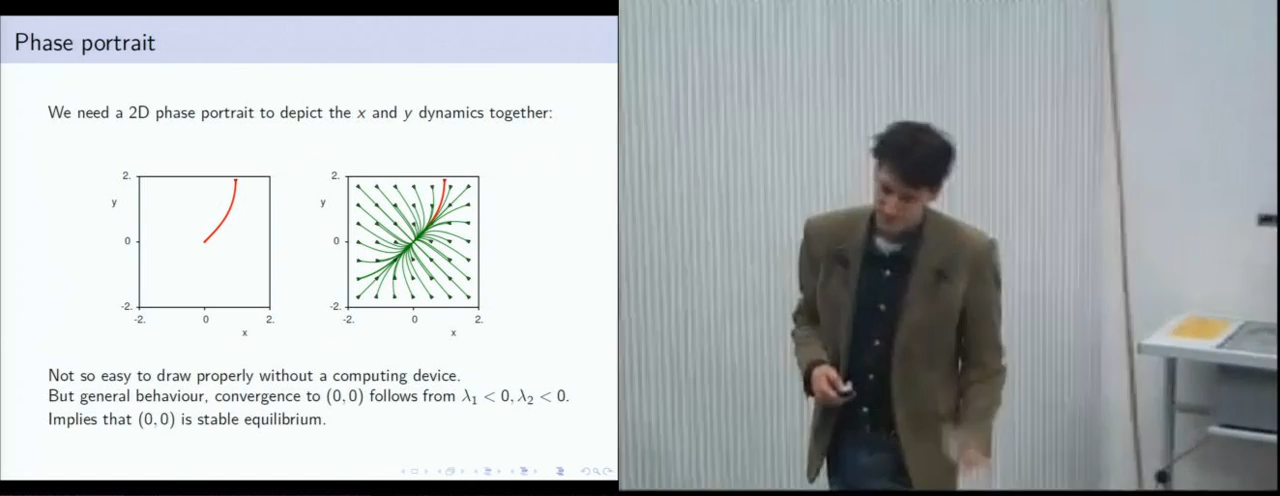 Phase portrait
We need a 2D phase portrait to depict the x and y dynamics together:
2.
y
0
-2.
-2.
0
2.
x
2.
y
0
-2.
-2.
0
2.
x
Not so easy to draw properly without a computing device.
But general behaviour, convergence to (0, 0) follows from λ₁ < 0, λ₂ < 0.
Implies that (0, 0) is stable equilibrium.